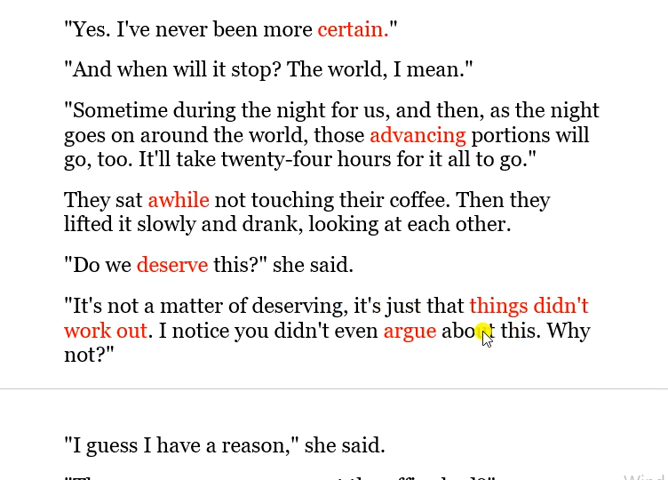 "Yes. I've never been more certain."
"And when will it stop? The world, I mean."
"Sometime during the night for us, and then, as the night
goes on around the world, those advancing portions will
go, too. It'll take twenty-four hours for it all to go."
They sat awhile not touching their coffee. Then they
lifted it slowly and drank, looking at each other.
"Do we deserve this?" she said.
"It's not a matter of deserving, it's just that things didn't
work out. I notice you didn't even argue about this. Why
not?"
"I guess I have a reason," she said.